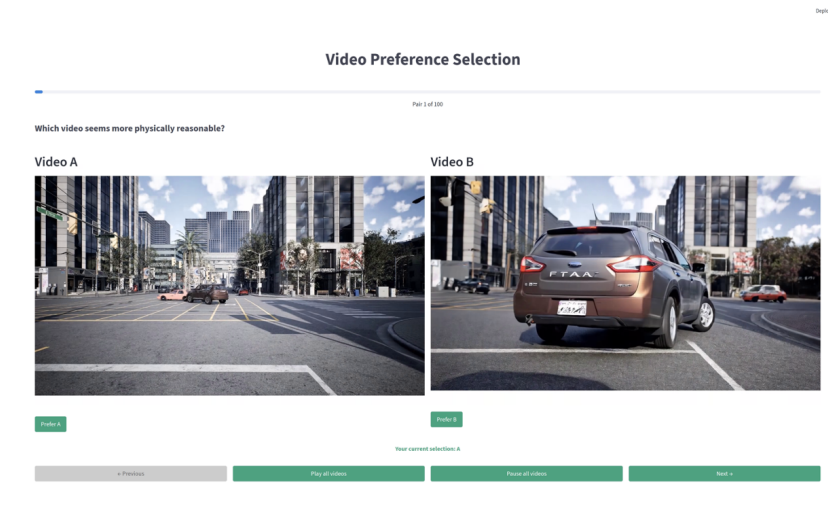 Deplo
Video Preference Selection
Pair 1 of 100
Which video seems more physically reasonable?
Video A
Video B
FTAA
Prefer A
Prefer B
Your current selection: A
« Previous
Play all videos
Pause all videos
Next »